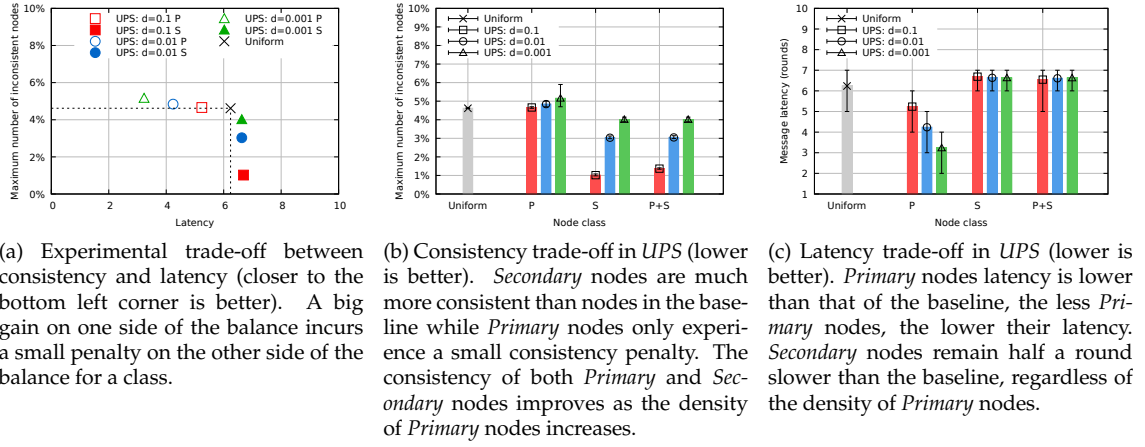 Maximum number of inconsistent nodes
10%
8%
6%
4%
2%
0%
0
2
4
6
8
10
Latency
UPS: d=0.1 P
UPS: d=0.1 S
UPS: d=0.01 P
UPS: d=0.01 S
UPS: d=0.001 P
UPS: d=0.001 S
Uniform
Maximum number of inconsistent nodes
10%
9%
8%
7%
6%
5%
4%
3%
2%
1%
0%
Uniform
P
S
P+S
Node class
Uniform
UPS: d=0.1
UPS: d=0.01
UPS: d=0.001
Message latency (rounds)
10
9
8
7
6
5
4
3
2
1
Uniform
P
S
P+S
Node class
Uniform
UPS: d=0.1
UPS: d=0.01
UPS: d=0.001
(a) Experimental trade-off between
consistency and latency (closer to the
bottom left corner is better). A big
gain on one side of the balance incurs
a small penalty on the other side of the
balance for a class.
(b) Consistency trade-off in UPS (lower
is better). Secondary nodes are much
more consistent than nodes in the base-
line while Primary nodes only experi-
ence a small consistency penalty. The
consistency of both Primary and Sec-
ondary nodes improves as the density
of Primary nodes increases.
(c) Latency trade-off in UPS (lower is
better). Primary nodes latency is lower
than that of the baseline, the less Pri-
mary nodes, the lower their latency.
Secondary nodes remain half a round
slower than the baseline, regardless of
the density of Primary nodes.